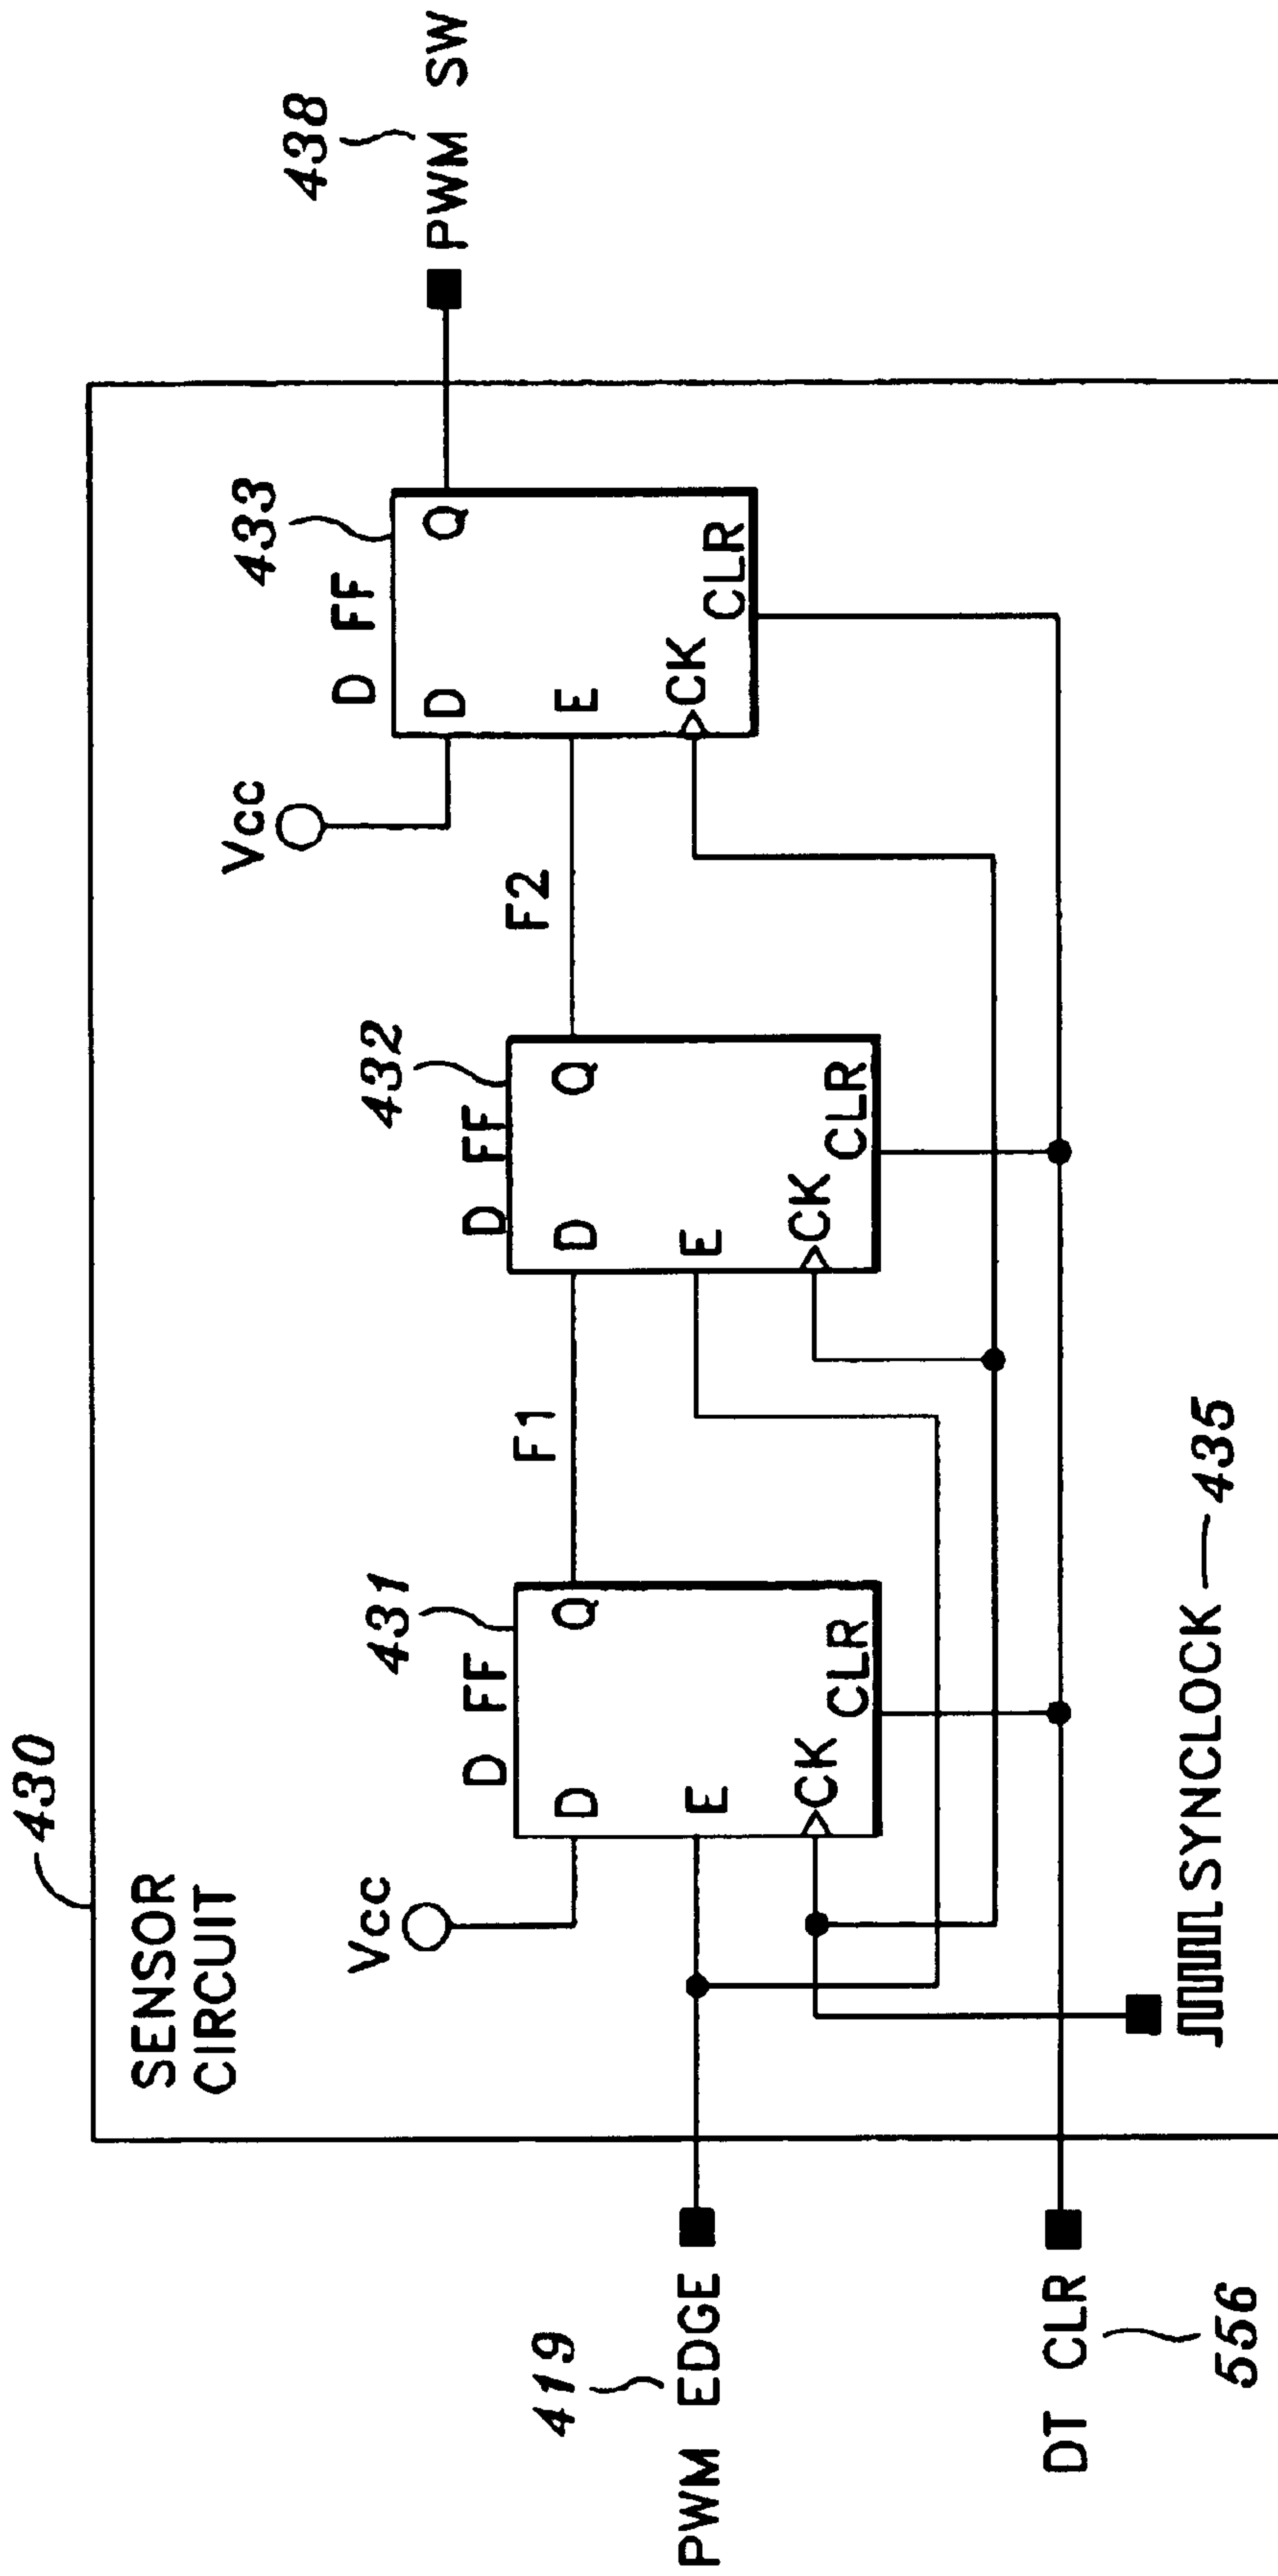 430
SENSOR
CIRCUIT
Vcc
D FF
431
D
Q
E
CK
CLR
F1
D FF
432
D
Q
E
CK
CLR
F2
Vcc
D FF
433
D
Q
E
CK
CLR
438
PWM SW
419
PWM EDGE
DT CLR
556
SYNCLOCK
435